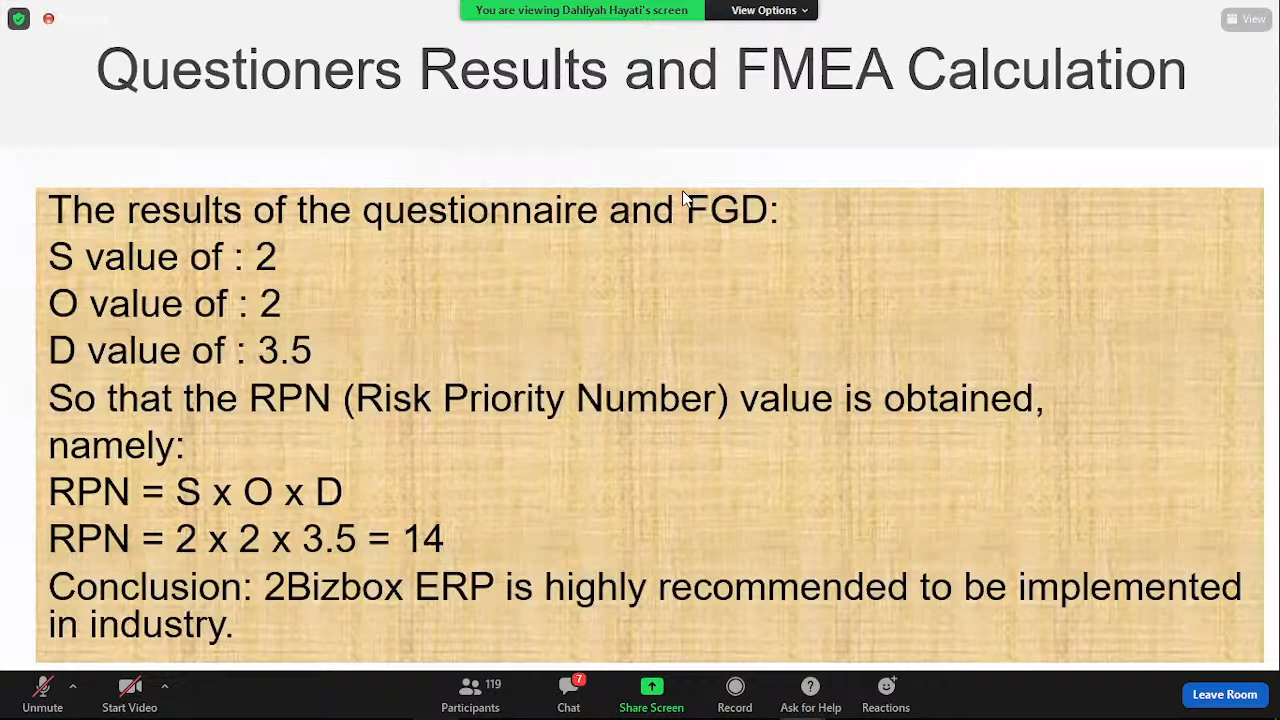 You are viewing Dahliyah Hayati's screen
View Options
View
Questioners Results and FMEA Calculation
The results of the questionnaire and FGD:
S value of : 2
O value of : 2
D value of : 3.5
So that the RPN (Risk Priority Number) value is obtained,
namely:
RPN = S x O x D
RPN = 2 x 2 x 3.5 = 14
Conclusion: 2Bizbox ERP is highly recommended to be implemented
in industry.
119
7
Unmute
Start Video
Participants
Chat
Share Screen
Record
Ask for Help
Reactions
Leave Room